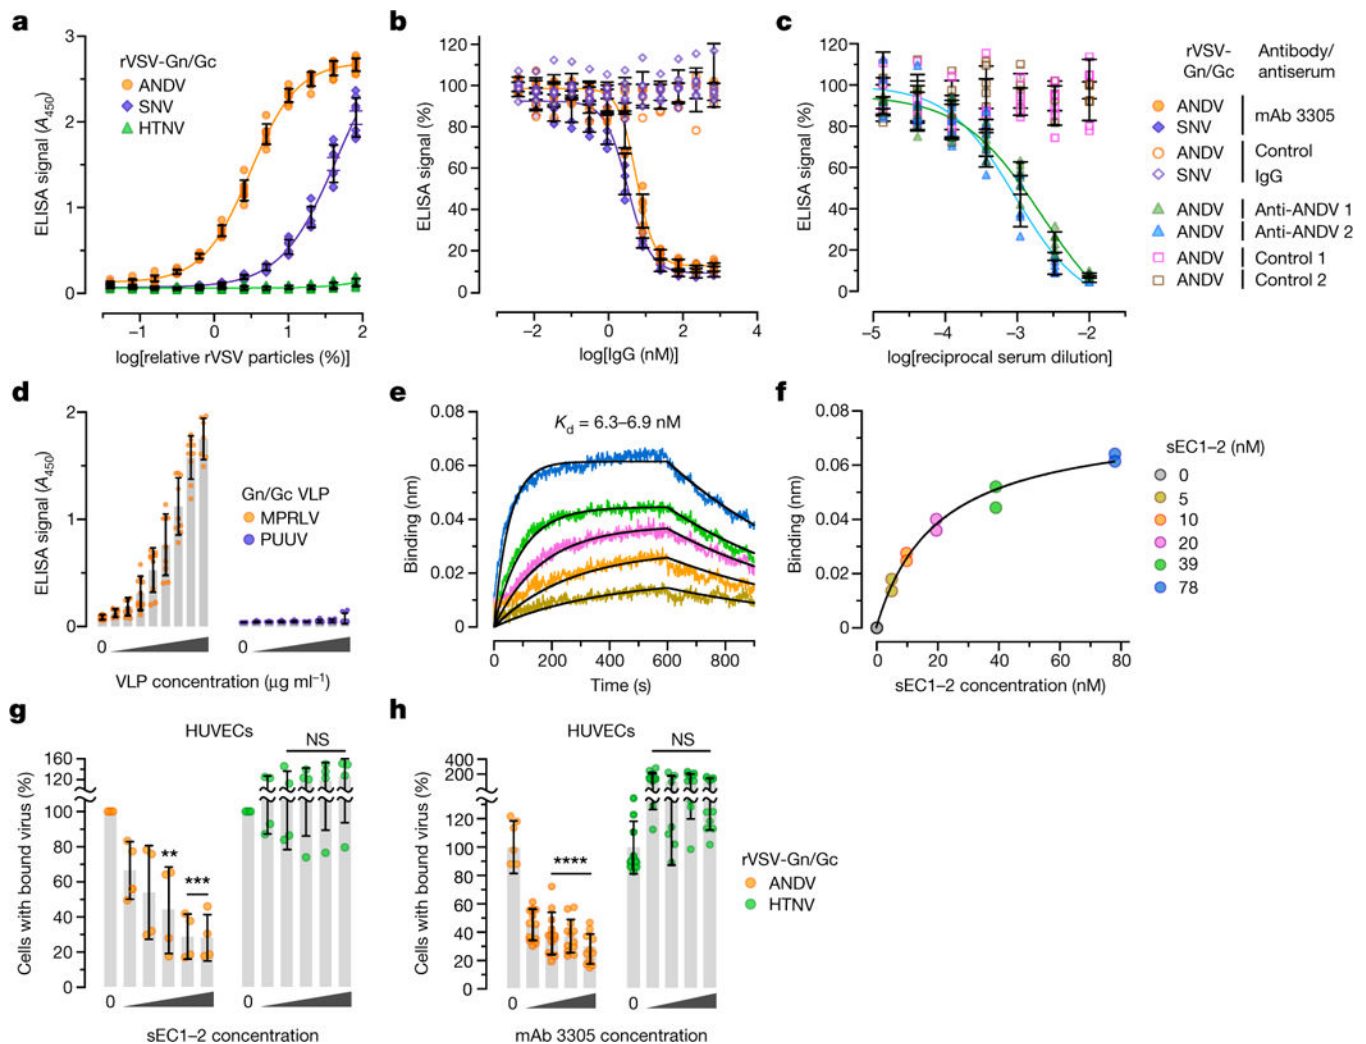 a
3
2
1
0
ELISA signal (A450)
rVSV-Gn/Gc
ANDV
SNV
HTNV
−1
0
1
2
log[relative rVSV particles (%)]
b
120
100
80
60
40
20
0
ELISA signal (%)
−2
0
2
4
log[IgG (nM)]
c
120
100
80
60
40
20
0
ELISA signal (%)
−5
−4
−3
−2
log[reciprocal serum dilution]
rVSV-
Gn/Gc
Antibody/
antiserum
ANDV
SNV
mAb 3305
ANDV
SNV
Control
IgG
ANDV Anti-ANDV 1
ANDV Anti-ANDV 2
ANDV Control 1
ANDV Control 2
d
2
1
0
ELISA signal (A450)
Gn/Gc VLP
MPRLV
PUUV
0
0
VLP concentration (μg ml−1)
e
Kd = 6.3–6.9 nM
0.08
0.06
0.04
0.02
0
Binding (nm)
0
200
400
600
800
Time (s)
f
0.08
0.06
0.04
0.02
0
Binding (nm)
0
20
40
60
80
sEC1–2 concentration (nM)
sEC1–2 (nM)
0
5
10
20
39
78
g
HUVECs
160
120
100
80
60
40
20
0
Cells with bound virus (%)
**
***
NS
0
0
sEC1–2 concentration
h
HUVECs
400
200
120
100
80
60
40
20
0
Cells with bound virus (%)
****
NS
0
0
mAb 3305 concentration
rVSV-Gn/Gc
ANDV
HTNV